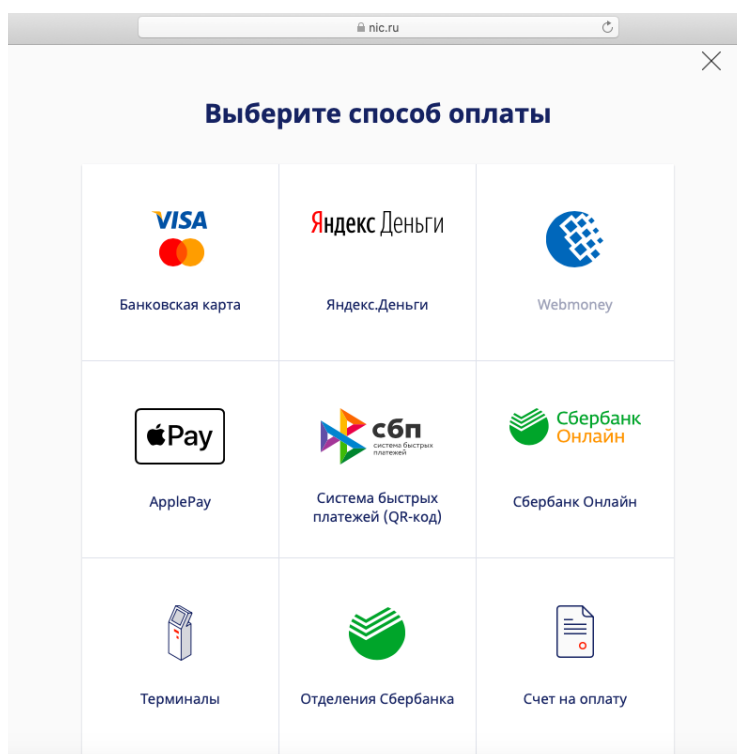 nic.ru
Выберите способ оплаты
VISA
Банковская карта
Яндекс Деньги
Яндекс.Деньги
Webmoney
Pay
ApplePay
сбп
система быстрых
платежей
Система быстрых
платежей (QR-код)
Сбербанк
Онлайн
Сбербанк Онлайн
Терминалы
Отделения Сбербанка
Счет на оплату